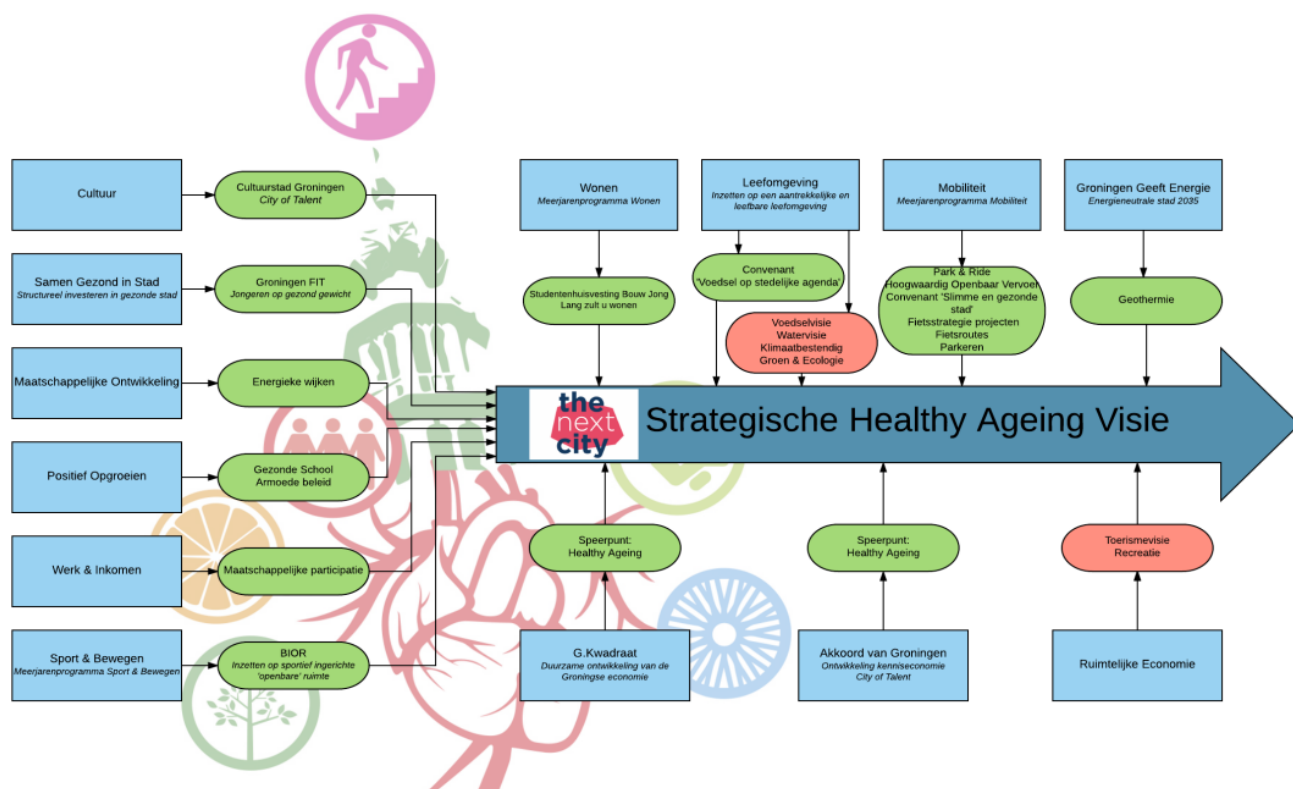 Cultuur
Cultuurstad Groningen
City of Talent
Samen Gezond in Stad
Structureel investeren in gezonde stad
Groningen FIT
Jongeren op gezond gewicht
Maatschappelijke Ontwikkeling
Energieke wijken
Positief Opgroeien
Gezonde School
Armoede beleid
Werk & Inkomen
Maatschappelijke participatie
Sport & Bewegen
Meerjarenprogramma Sport & Bewegen
BIOR
Inzetten op sportief ingerichte
'openbare' ruimte
Wonen
Meerjarenprogramma Wonen
Studentenhuisvesting Bouw Jong
Lang zult u wonen
Leefomgeving
Inzetten op een aantrekkelijke en
leefbare leefomgeving
Convenant
'Voedsel op stedelijke agenda'
Voedselvisie
Watervisie
Klimaatbestendig
Groen & Ecologie
Mobiliteit
Meerjarenprogramma Mobiliteit
Park & Ride
Hoogwaardig Openbaar Vervoer
Convenant 'Slimme en gezonde
stad'
Fietsstrategie projecten
Fietsroutes
Parkeren
Groningen Geeft Energie
Energieneutrale stad 2035
Geothermie
the
next
city
Strategische Healthy Ageing Visie
Speerpunt:
Healthy Ageing
G.Kwadraat
Duurzame ontwikkeling van de
Groningse economie
Speerpunt:
Healthy Ageing
Akkoord van Groningen
Ontwikkeling kenniseconomie
City of Talent
Toerismevisie
Recreatie
Ruimtelijke Economie